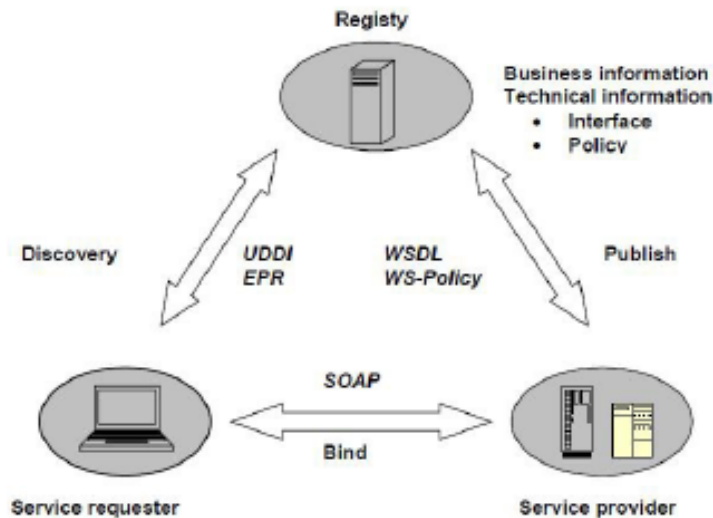 Registy
Business information
Technical information
• Interface
• Policy
Discovery
UDDI
EPR
WSDL
WS-Policy
Publish
SOAP
Bind
Service requester
Service provider